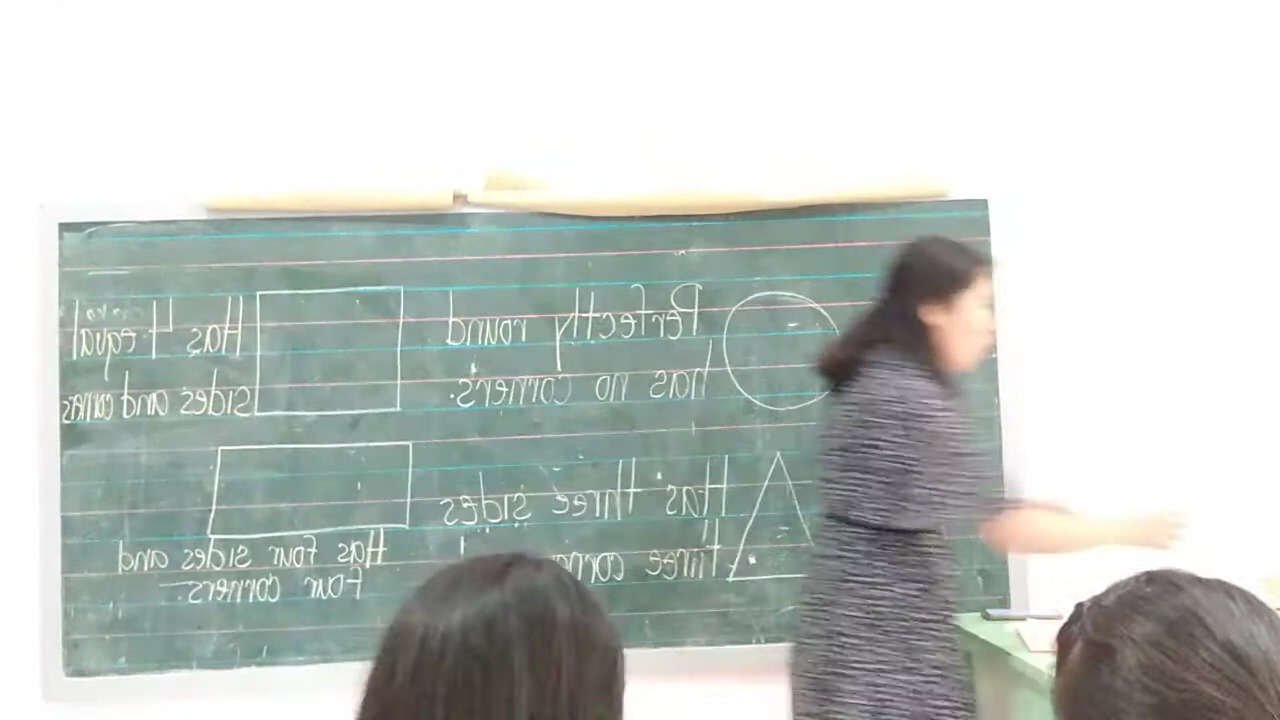 Perfectly round
has no corners.
Has 4 equal
sides and corners
Has three sides
Three corne
Has Four sides and
Four corners.